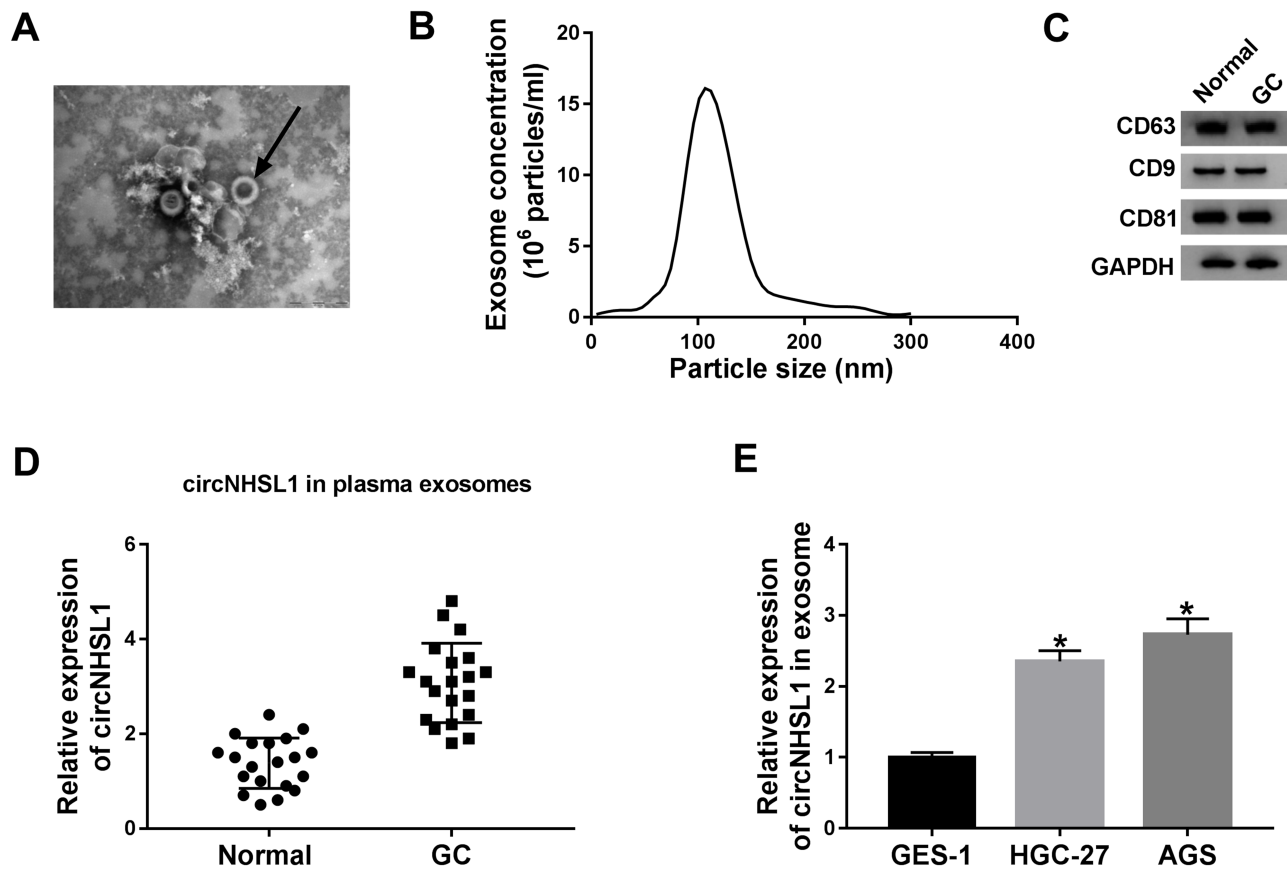 A
B
Exosome concentration
(10⁶ particles/ml)
20
15
10
5
0
0 100 200 300 400
Particle size (nm)
C
Normal GC
CD63
CD9
CD81
GAPDH
D
circNHSL1 in plasma exosomes
Relative expression
of circNHSL1
6
4
2
0
Normal GC
E
Relative expression
of circNHSL1 in exosome
4
3
2
1
0
* *
GES-1 HGC-27 AGS